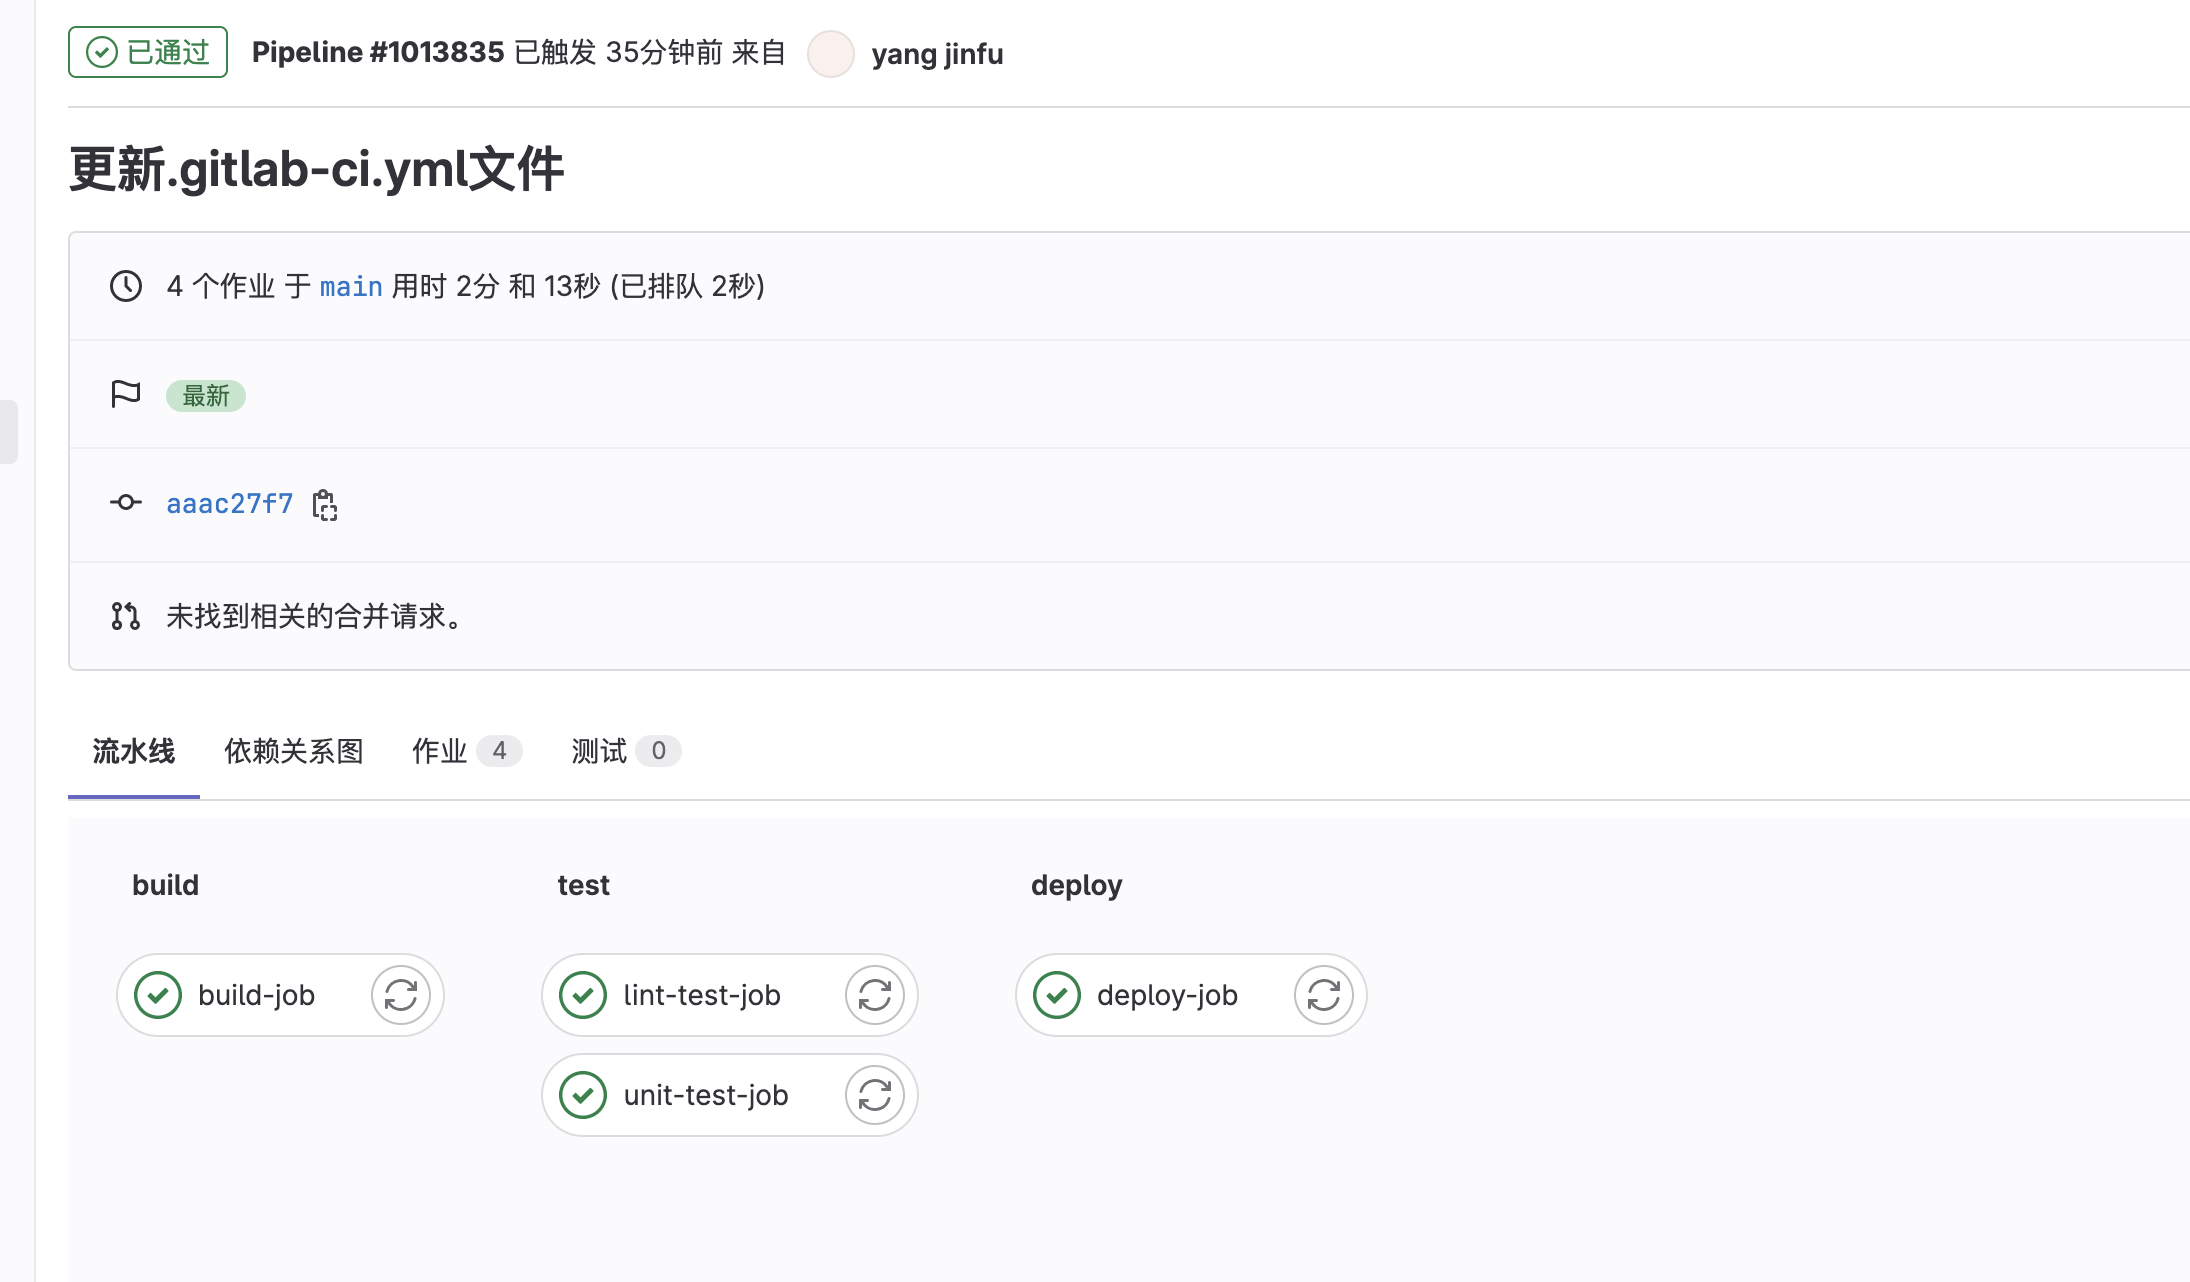 已通过 Pipeline #1013835 已触发 35分钟前 来自 yang jinfu
更新.gitlab-ci.yml文件
4 个作业 于 main 用时 2分 和 13秒 (已排队 2秒)
最新
aaac27f7
未找到相关的合并请求。
流水线 依赖关系图 作业 4 测试 0
build test deploy
build-job lint-test-job deploy-job
unit-test-job